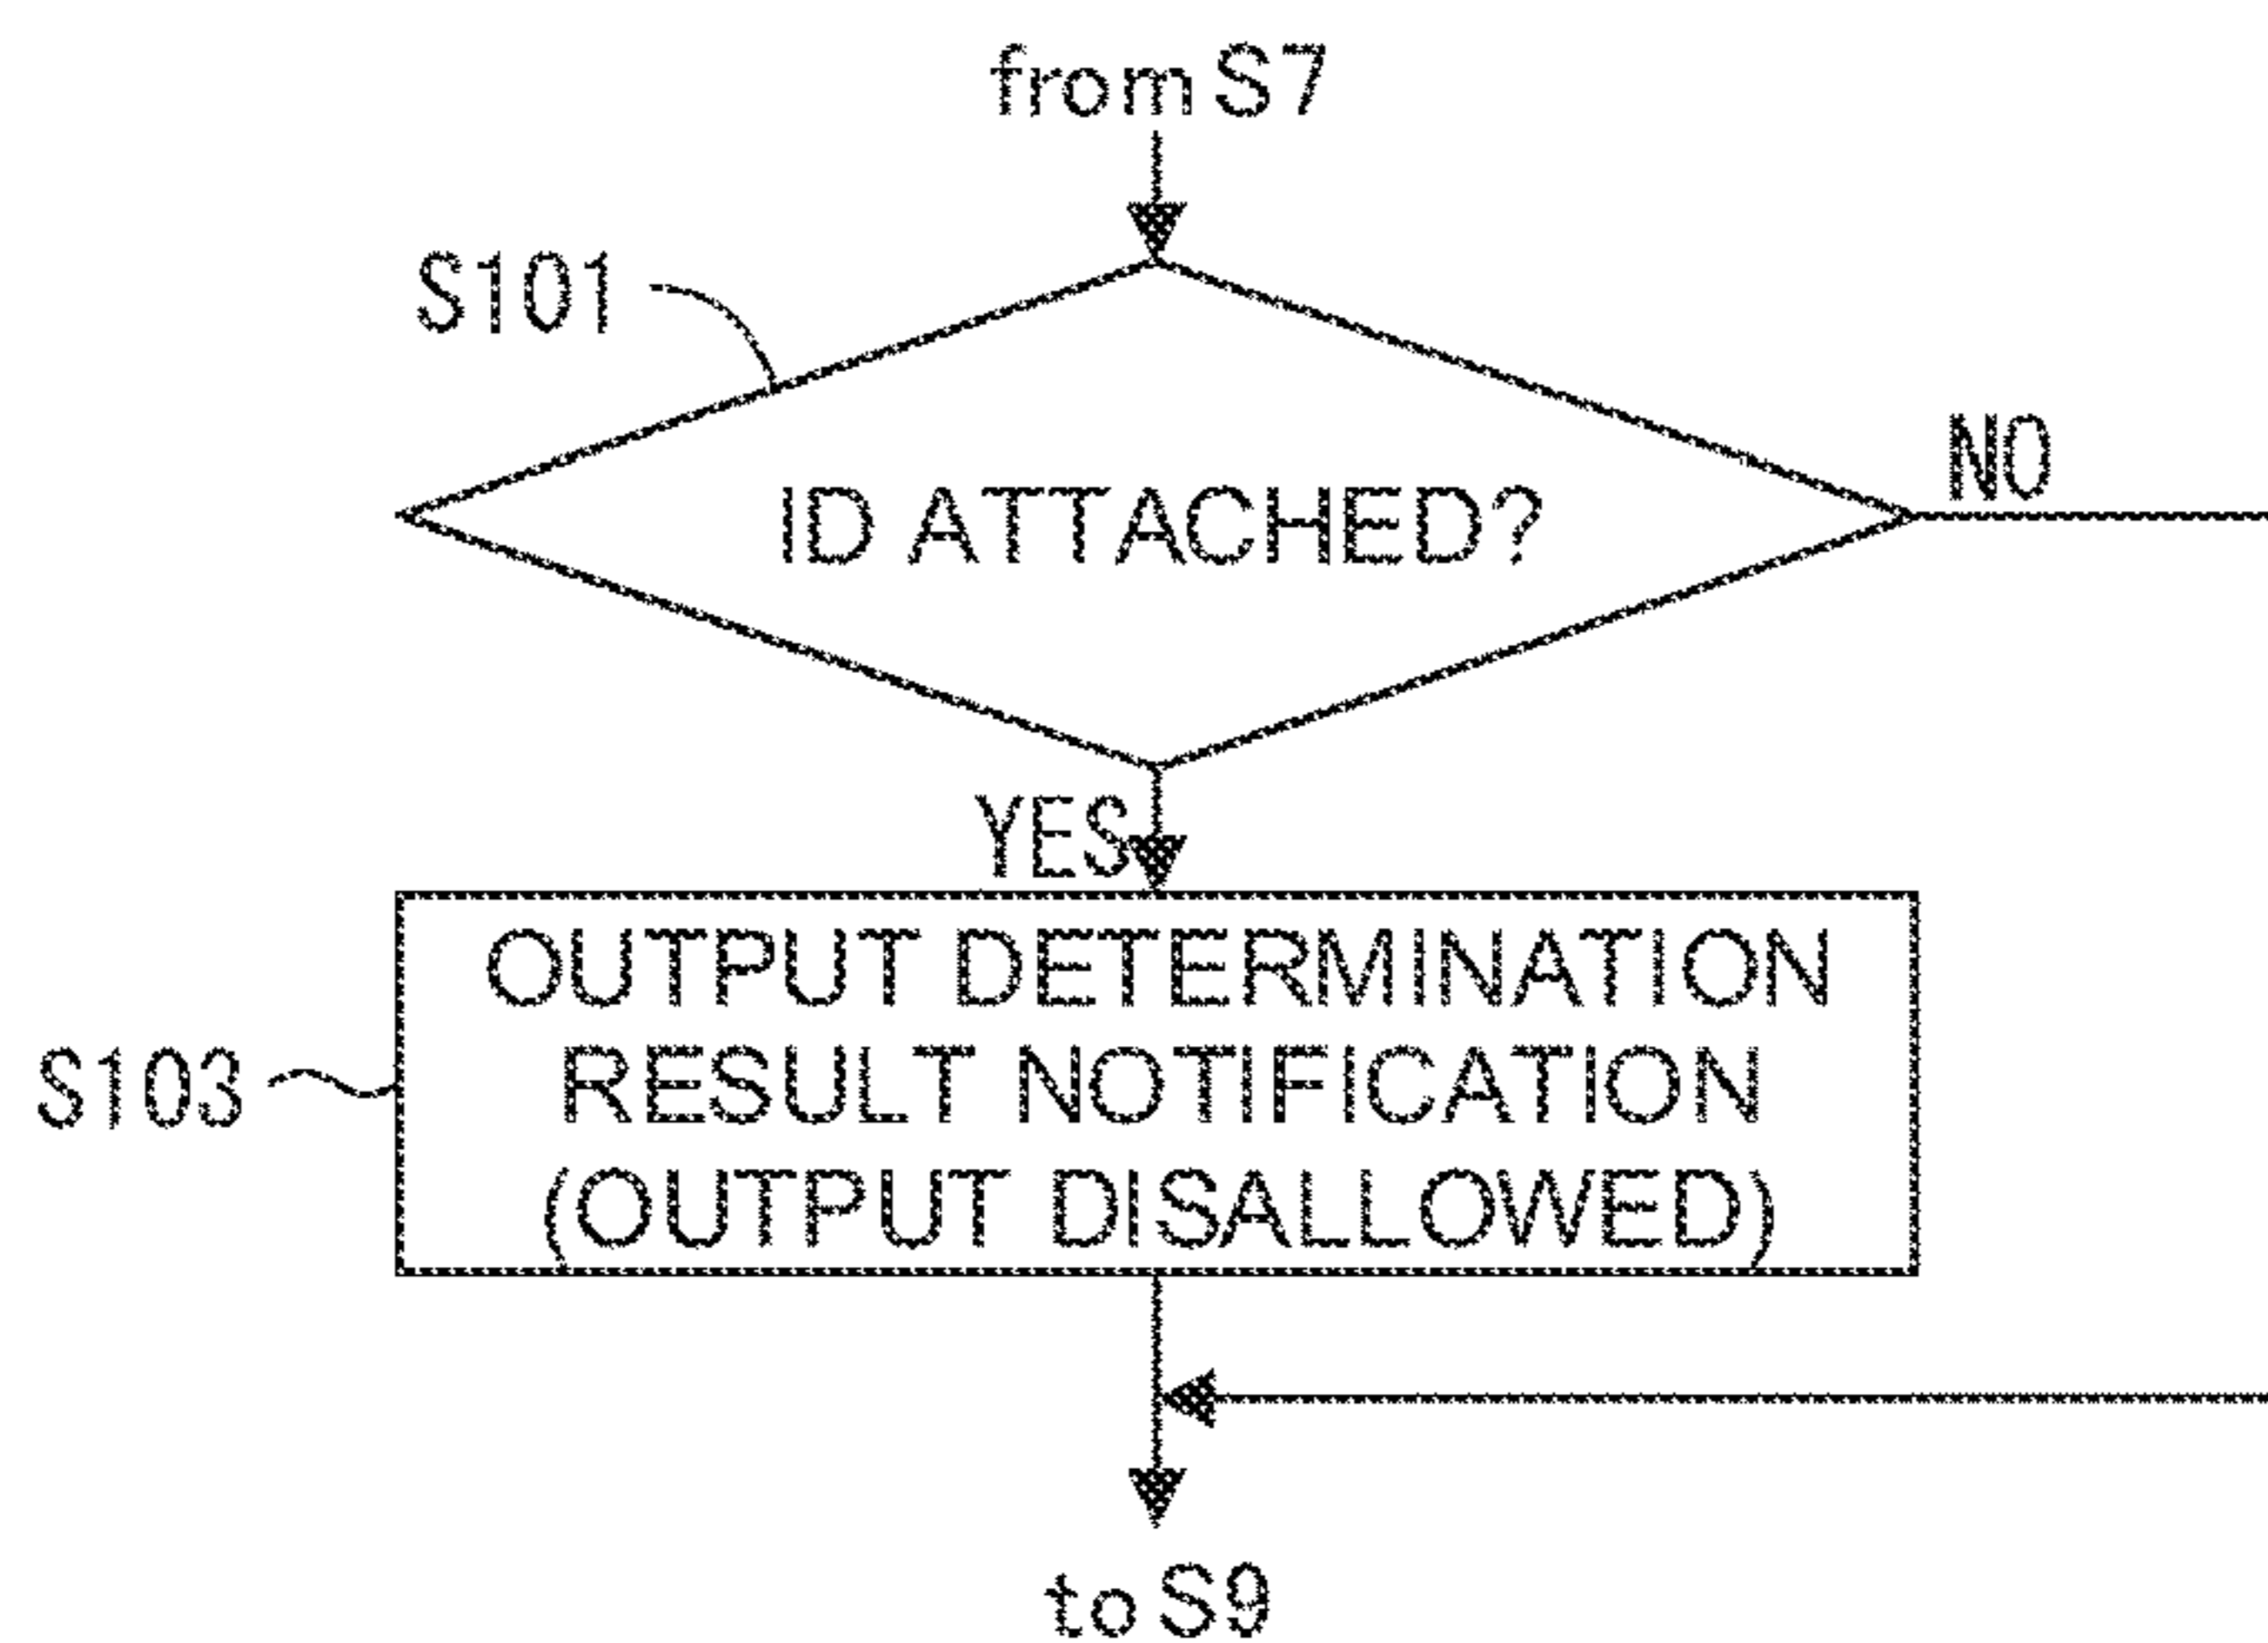 from S7
S101
ID ATTACHED?
NO
YES
OUTPUT DETERMINATION
RESULT NOTIFICATION
(OUTPUT DISALLOWED)
S103
to S9